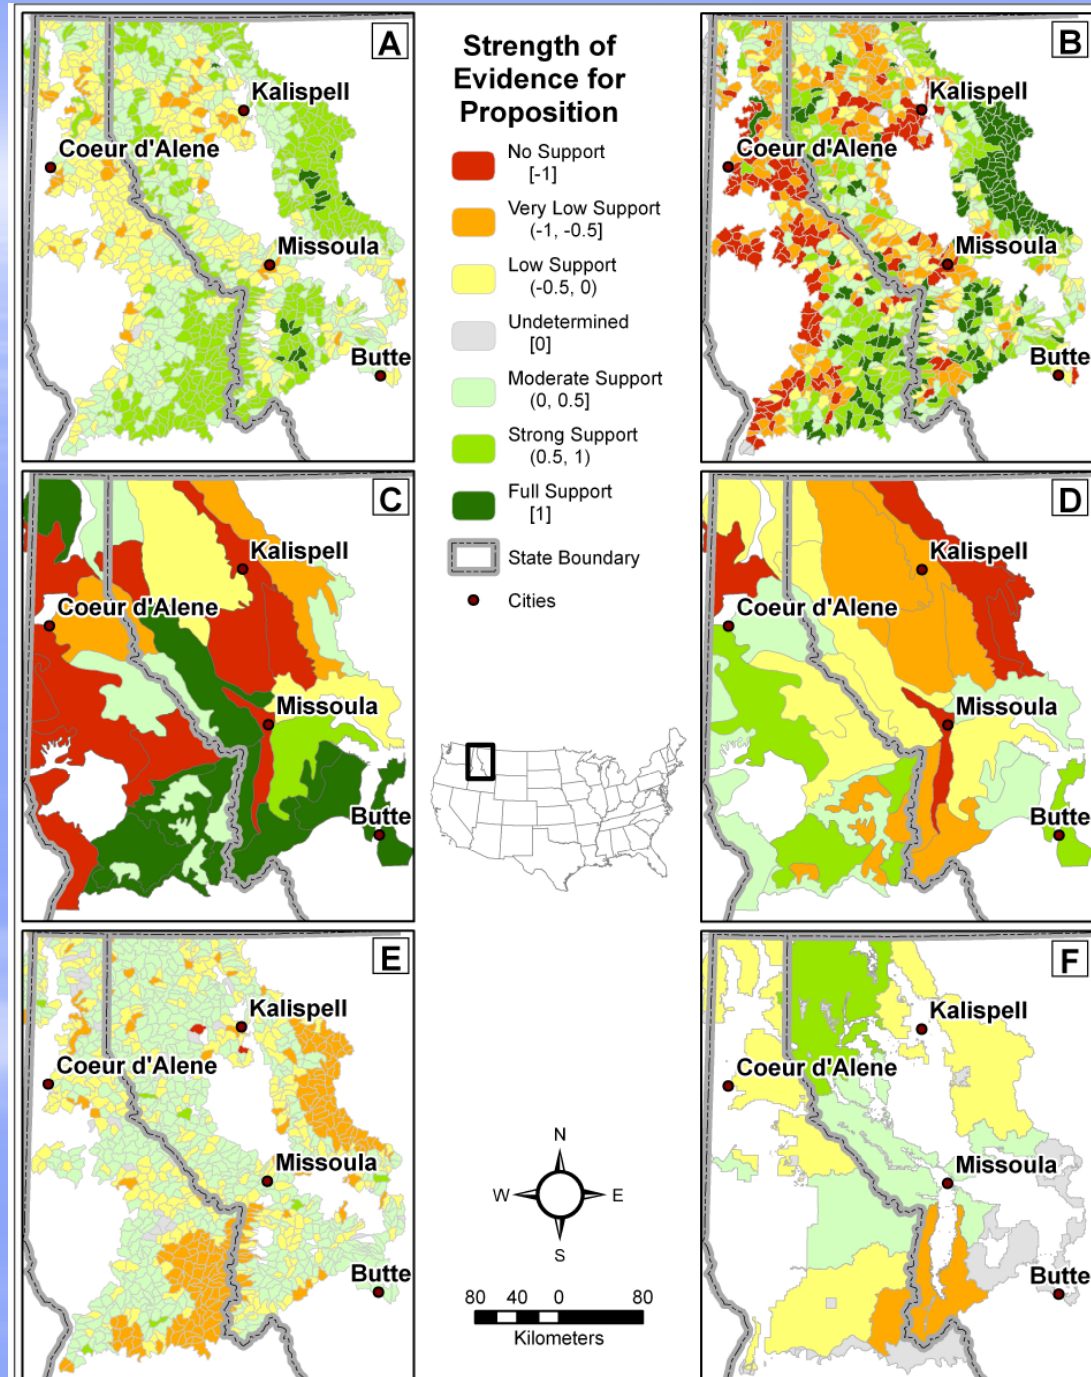 A
Kalispell
Coeur d'Alene
Missoula
Butte
Strength of
Evidence for
Proposition
No Support
[-1]
Very Low Support
(-1, -0.5]
Low Support
(-0.5, 0)
Undetermined
[0]
Moderate Support
(0, 0.5]
Strong Support
(0.5, 1)
Full Support
[1]
State Boundary
Cities
B
Kalispell
Coeur d'Alene
Missoula
Butte
C
Kalispell
Coeur d'Alene
Missoula
Butte
D
Kalispell
Coeur d'Alene
Missoula
Butte
E
Kalispell
Coeur d'Alene
Missoula
Butte
N
W E
S
80 40 0 80
Kilometers
F
Kalispell
Coeur d'Alene
Missoula
Butte